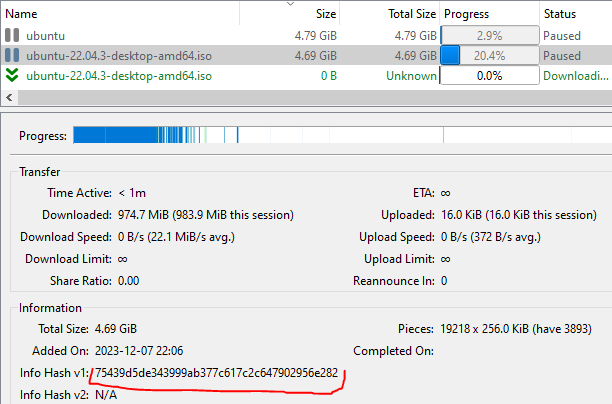 Name Size Total Size Progress Status
ubuntu 4.79 GiB 4.79 GiB 2.9% Paused
ubuntu-22.04.3-desktop-amd64.iso 4.69 GiB 4.69 GiB 20.4% Paused
ubuntu-22.04.3-desktop-amd64.iso 0 B Unknown 0.0% Downloadi...
Progress:
Transfer
Time Active: < 1m ETA: ∞
Downloaded: 974.7 MiB (983.9 MiB this session) Uploaded: 16.0 KiB (16.0 KiB this session)
Download Speed: 0 B/s (22.1 MiB/s avg.) Upload Speed: 0 B/s (372 B/s avg.)
Download Limit: ∞ Upload Limit: ∞
Share Ratio: 0.00 Reannounce In: 0
Information
Total Size: 4.69 GiB Pieces: 19218 x 256.0 KiB (have 3893)
Added On: 2023-12-07 22:06 Completed On:
Info Hash v1: 75439d5de343999ab377c617c2c647902956e282
Info Hash v2: N/A